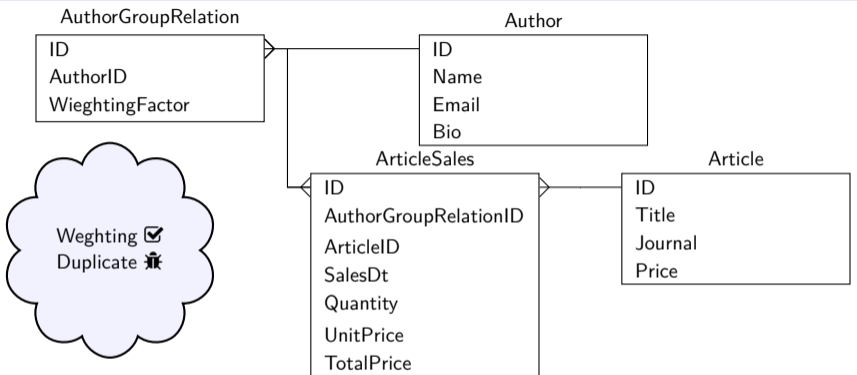 AuthorGroupRelation
ID
AuthorID
WieghtingFactor
Author
ID
Name
Email
Bio
Weghting
Duplicate
ArticleSales
ID
AuthorGroupRelationID
ArticleID
SalesDt
Quantity
UnitPrice
TotalPrice
Article
ID
Title
Journal
Price